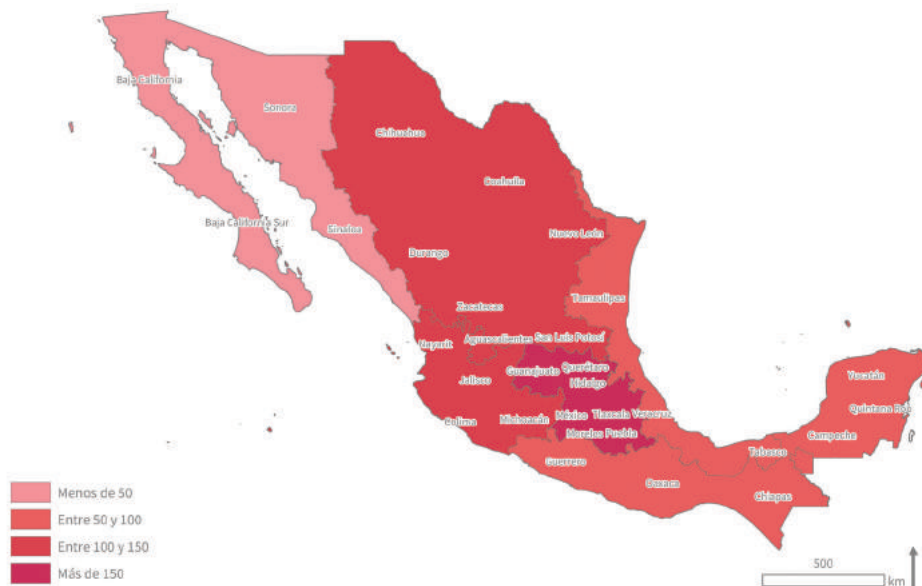 Baja California
Sonora
Chihuahua
Coahuila
Baja California Sur
Sinaloa
Nuevo León
Durango
Tamaulipas
Zacatecas
Aguascalientes
San Luis Potosí
Nayarit
Guanajuato
Querétaro
Hidalgo
Jalisco
Yucatán
Quintana Roo
Colima
Michoacán
México
Tlaxcala
Veracruz
Campeche
Morelos
Puebla
Tabasco
Guerrero
Oaxaca
Chiapas
Menos de 50
Entre 50 y 100
Entre 100 y 150
Más de 150
500
km